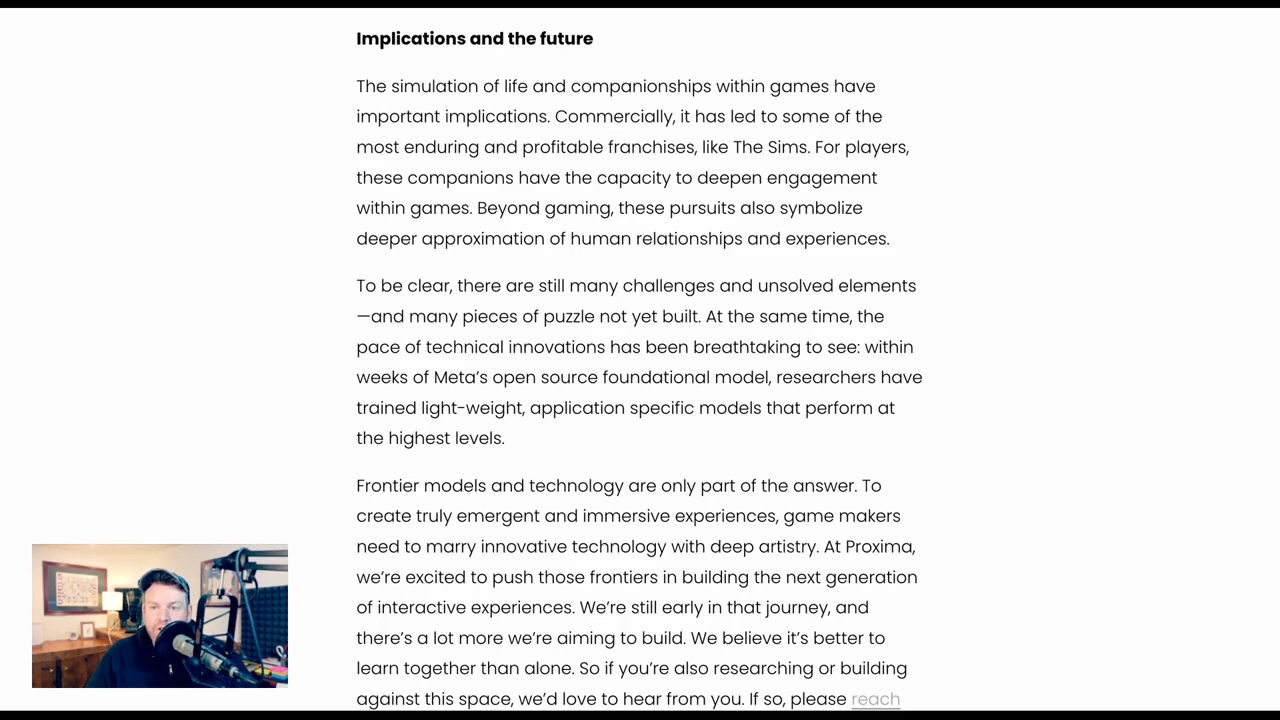 Implications and the future
The simulation of life and companionships within games have
important implications. Commercially, it has led to some of the
most enduring and profitable franchises, like The Sims. For players,
these companions have the capacity to deepen engagement
within games. Beyond gaming, these pursuits also symbolize
deeper approximation of human relationships and experiences.
To be clear, there are still many challenges and unsolved elements
—and many pieces of puzzle not yet built. At the same time, the
pace of technical innovations has been breathtaking to see: within
weeks of Meta’s open source foundational model, researchers have
trained light-weight, application specific models that perform at
the highest levels.
Frontier models and technology are only part of the answer. To
create truly emergent and immersive experiences, game makers
need to marry innovative technology with deep artistry. At Proxima,
we’re excited to push those frontiers in building the next generation
of interactive experiences. We’re still early in that journey, and
there’s a lot more we’re aiming to build. We believe it’s better to
learn together than alone. So if you’re also researching or building
against this space, we’d love to hear from you. If so, please reach